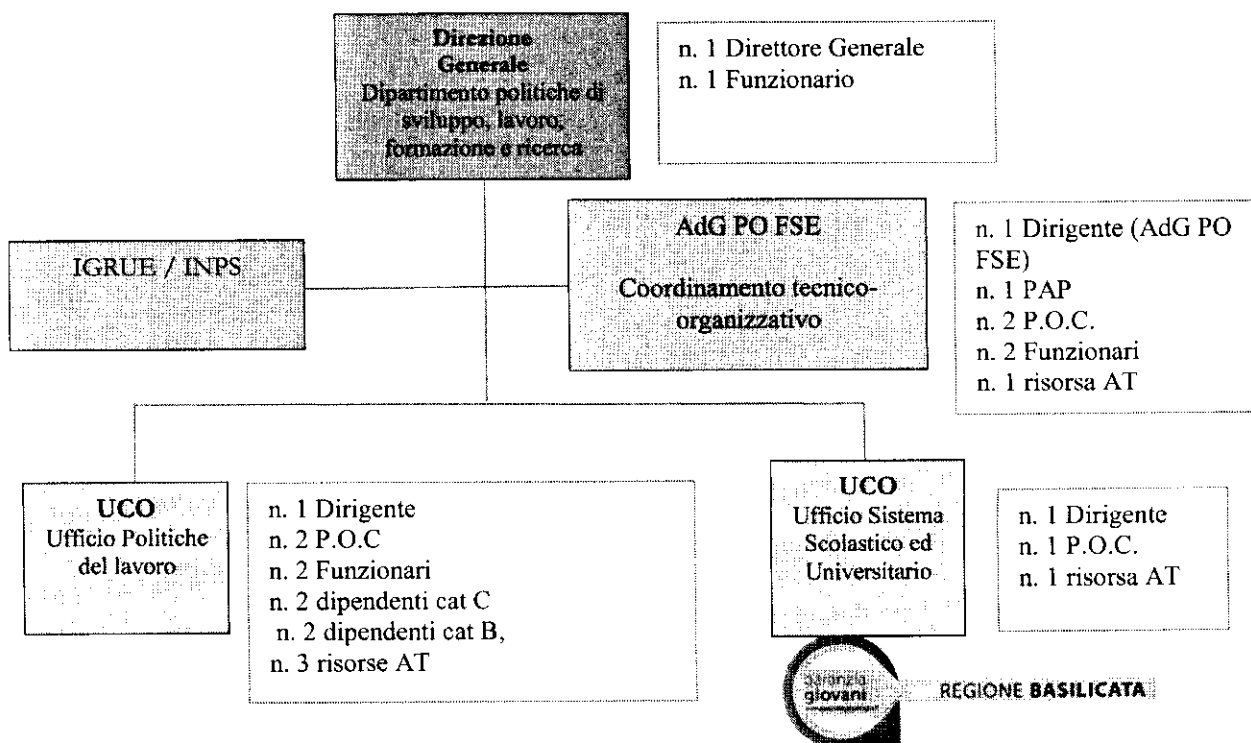 Direzione
Generale
Dipartimento politiche di
sviluppo, lavoro,
formazione e ricerca
n. 1 Direttore Generale
n. 1 Funzionario
IGRUE / INPS
AdG PO FSE
Coordinamento tecnico-
organizzativo
n. 1 Dirigente (AdG PO
FSE)
n. 1 PAP
n. 2 P.O.C.
n. 2 Funzionari
n. 1 risorsa AT
UCO
Ufficio Politiche
del lavoro
n. 1 Dirigente
n. 2 P.O.C
n. 2 Funzionari
n. 2 dipendenti cat C
n. 2 dipendenti cat B,
n. 3 risorse AT
UCO
Ufficio Sistema
Scolastico ed
Universitario
n. 1 Dirigente
n. 1 P.O.C.
n. 1 risorsa AT
garanzia
giovani
REGIONE BASILICATA